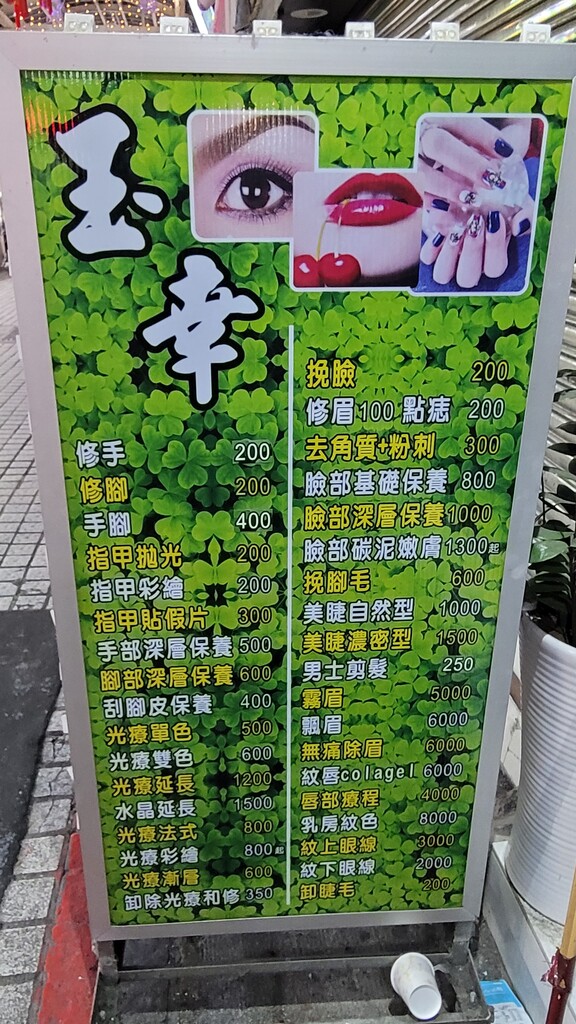 玉幸
修手 200
修腳 200
手腳 400
指甲拋光 200
指甲彩繪 200
指甲貼假片 300
手部深層保養 500
腳部深層保養 600
刮腳皮保養 400
光療單色 500
光療雙色 600
光療延長 1200
水晶延長 1500
光療法式 800
光療彩繪 800起
光療漸層 600
卸除光療和修 350
挽臉 200
修眉100 點痣 200
去角質+粉刺 300
臉部基礎保養 800
臉部深層保養 1000
臉部碳泥嫩膚 1300起
挽腳毛 600
美睫自然型 1000
美睫濃密型 1500
男士剪髮 250
霧眉 5000
飄眉 6000
無痛除眉 6000
紋唇colagel 6000
唇部療程 4000
乳房紋色 8000
紋上眼線 3000
紋下眼線 2000
卸睫毛 200